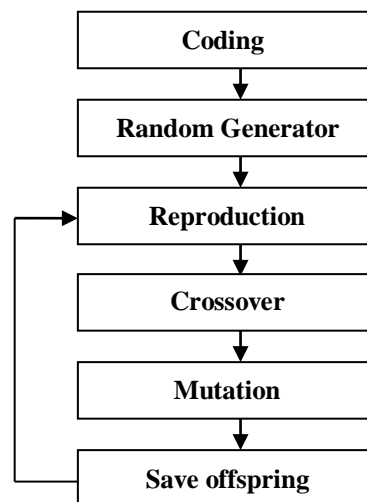 Coding
Random Generator
Reproduction
Crossover
Mutation
Save offspring